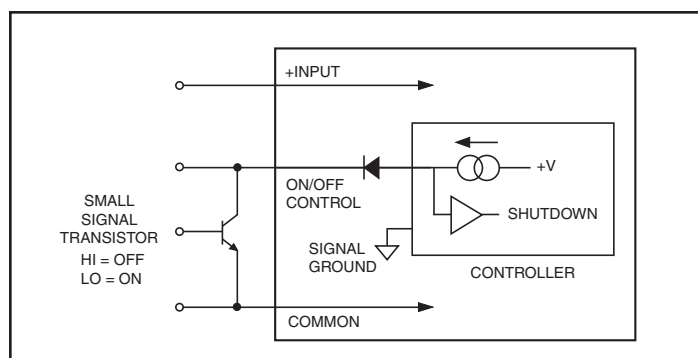 +INPUT
+V
ON/OFF
CONTROL
SMALL
SIGNAL
TRANSISTOR
HI = OFF
LO = ON
SHUTDOWN
SIGNAL
GROUND
CONTROLLER
COMMON